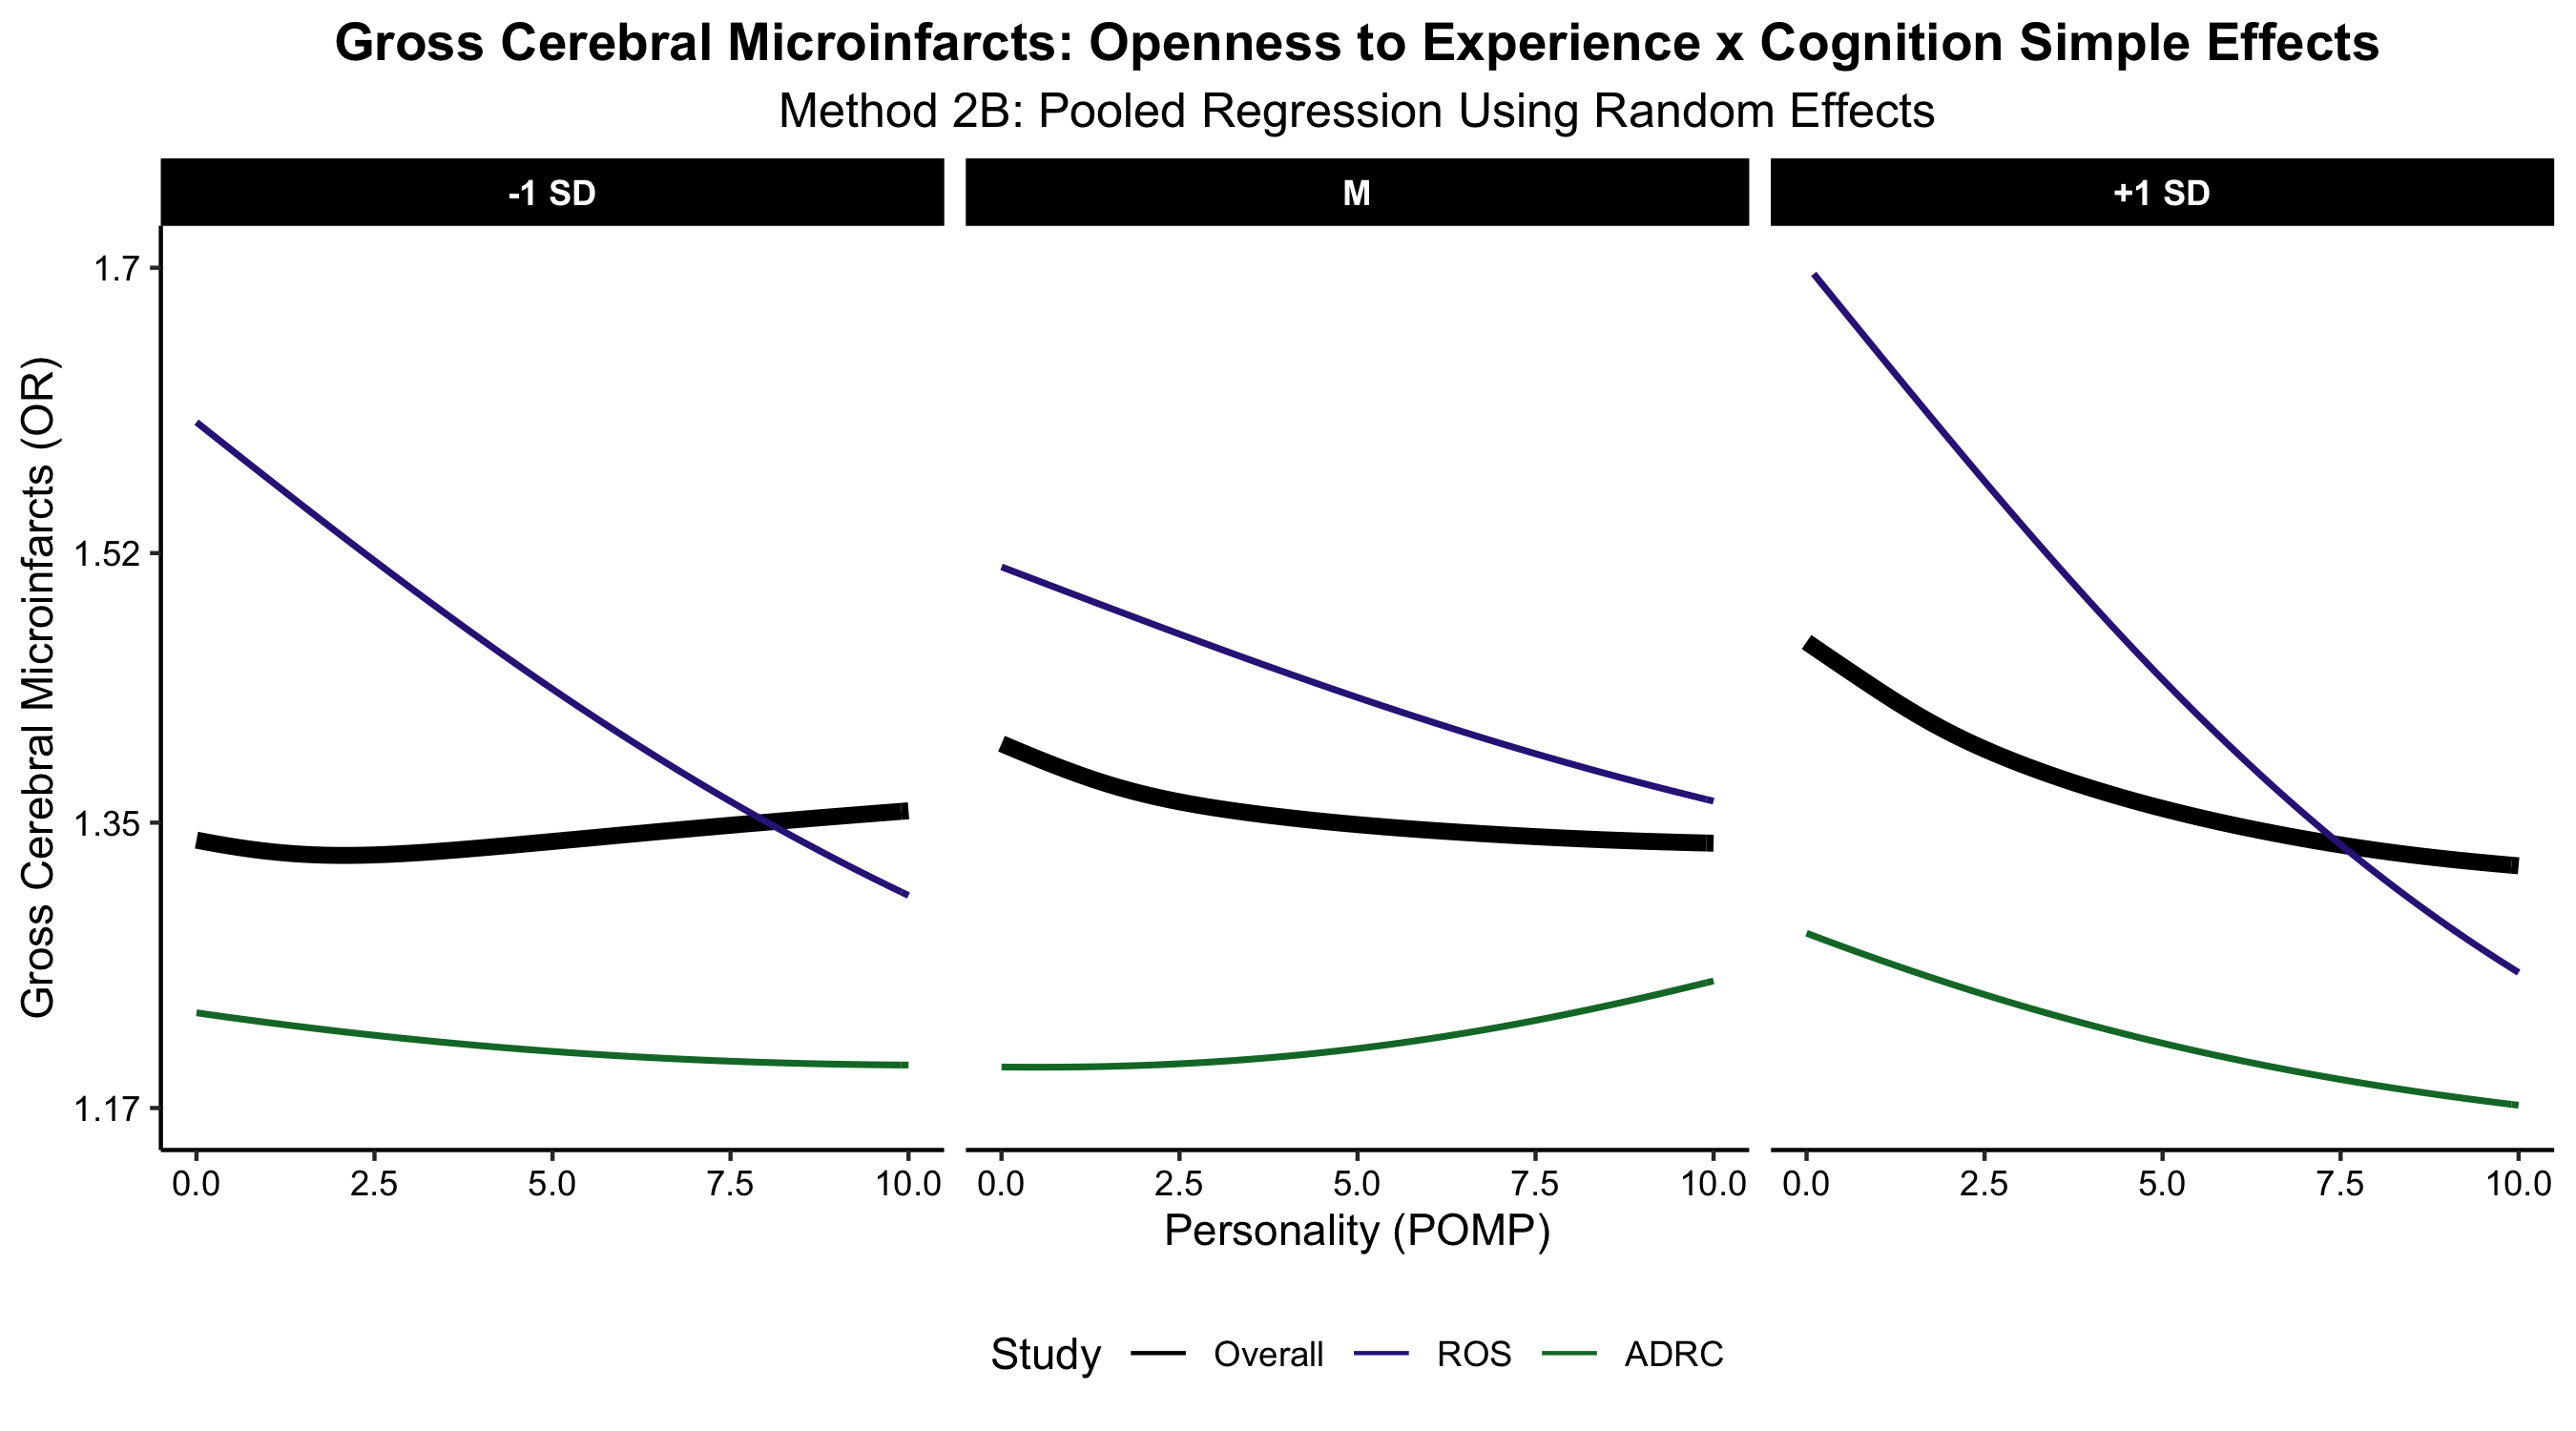 Gross Cerebral Microinfarcts: Openness to Experience x Cognition Simple Effects
Method 2B: Pooled Regression Using Random Effects
-1 SD
M
+1 SD
Gross Cerebral Microinfarcts (OR)
1.7
1.52
1.35
1.17
0.0 2.5 5.0 7.5 10.0
0.0 2.5 5.0 7.5 10.0
0.0 2.5 5.0 7.5 10.0
Personality (POMP)
Study Overall ROS ADRC